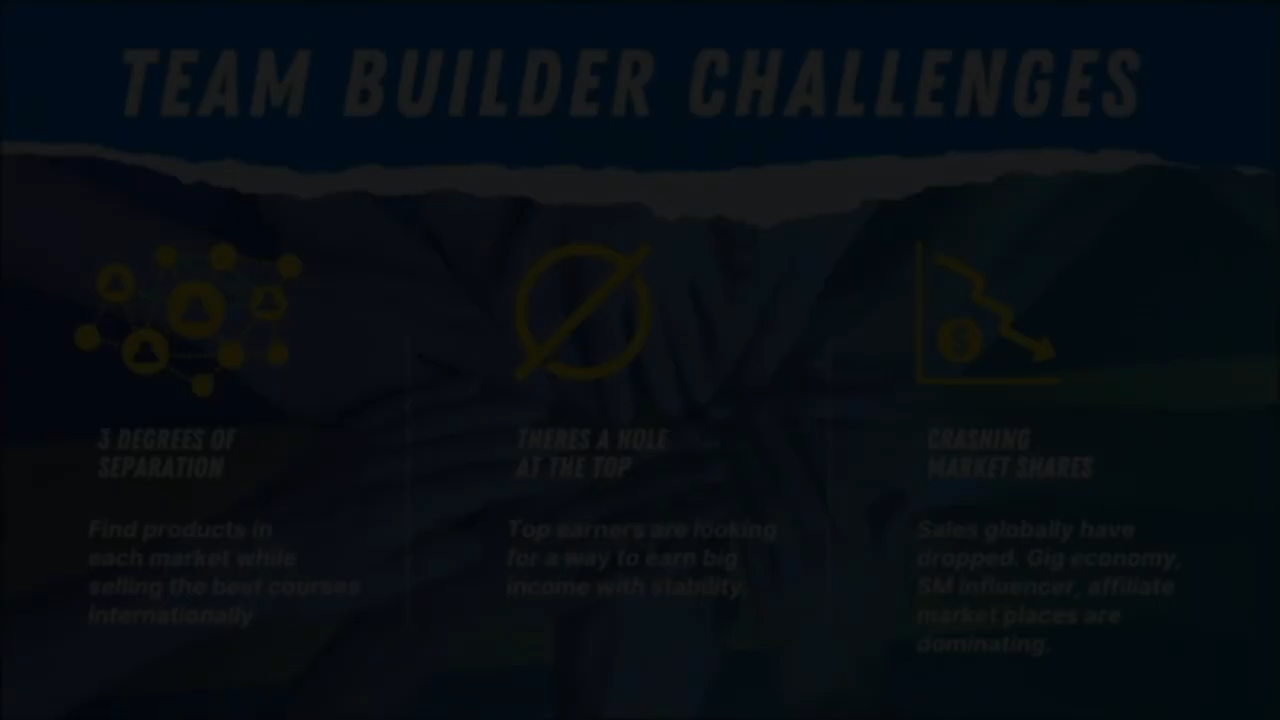 TEAM BUILDER CHALLENGES
3 DEGREES OF
SEPARATION
Find products in
each market while
selling the best courses
internationally
THERES A HOLE
AT THE TOP
Top earners are looking
for a way to earn big
income with stability.
CRASHING
MARKET SHARES
Sales globally have
dropped. Gig economy,
SM influencer, affiliate
market places are
dominating.